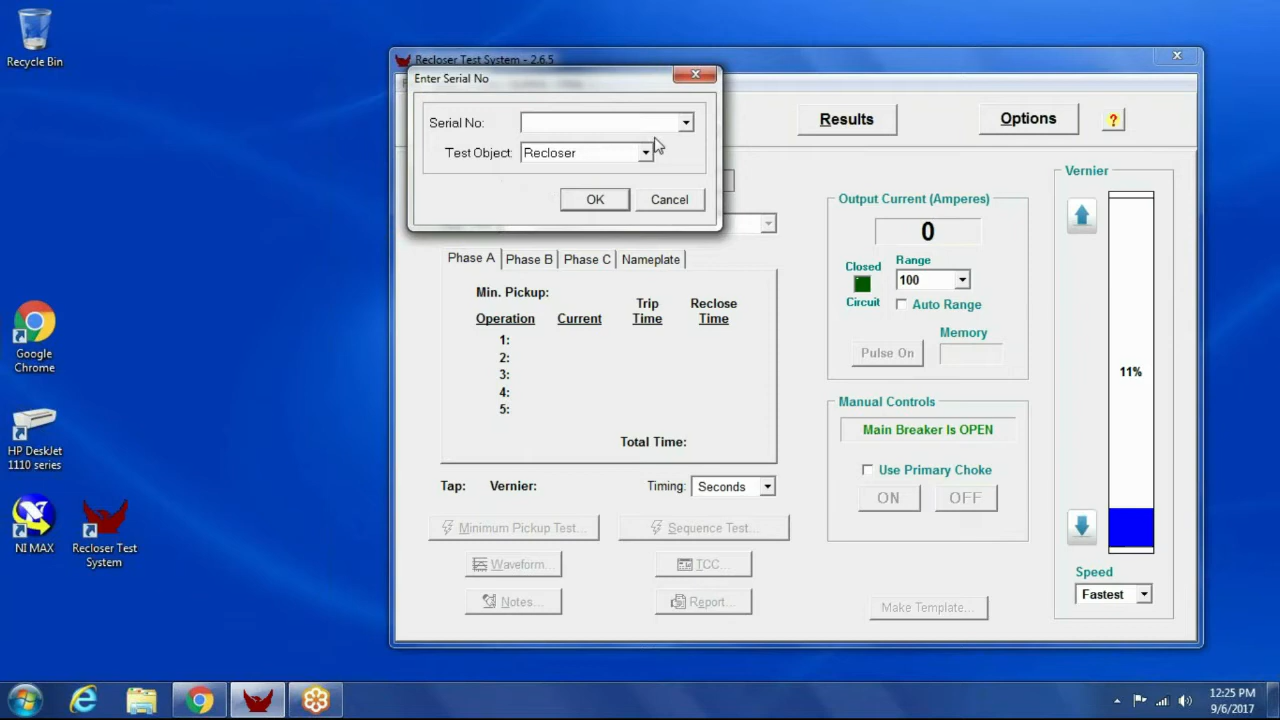 Recycle Bin
Google
Chrome
HP DeskJet
1110 series
NI MAX
Recloser Test
System
Recloser Test System - 2.6.5
Enter Serial No
Serial No:
Test Object:
Recloser
OK
Cancel
Results
Options
?
Phase A
Phase B
Phase C
Nameplate
Min. Pickup:
Operation
Current
Trip
Time
Reclose
Time
1:
2:
3:
4:
5:
Total Time:
Tap:
Vernier:
Timing:
Seconds
Minimum Pickup Test...
Sequence Test...
Waveform...
TCC...
Notes...
Report...
Output Current (Amperes)
0
Closed
Circuit
Range
100
Auto Range
Memory
Pulse On
Manual Controls
Main Breaker Is OPEN
Use Primary Choke
ON
OFF
Make Template...
Vernier
11%
Speed
Fastest
12:25 PM
9/6/2017